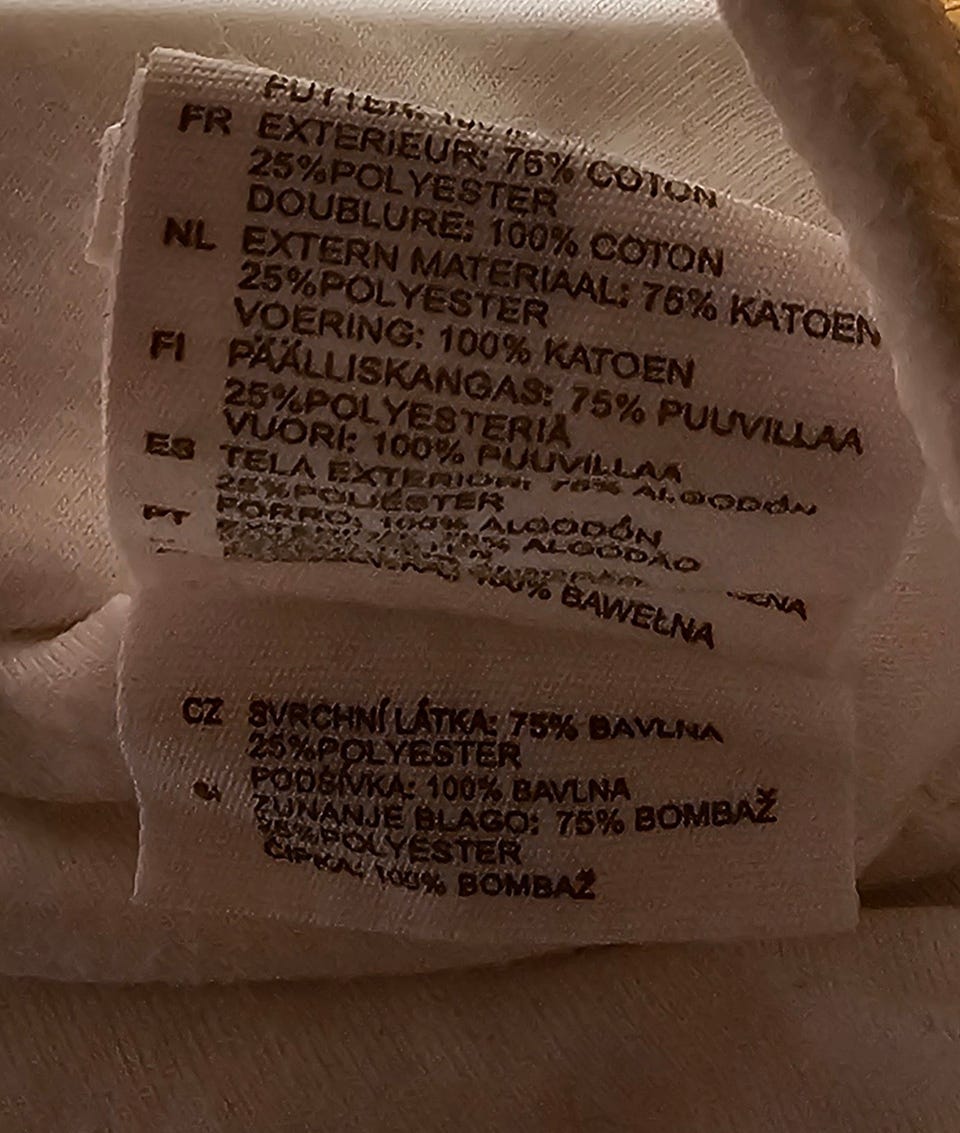 FUTTER: 100%
FR EXTERIEUR: 75% COTON
25%POLYESTER
DOUBLURE: 100% COTON
NL EXTERN MATERIAAL: 75% KATOEN
25%POLYESTER
VOERING: 100% KATOEN
FI PÄÄLLISKANGAS: 75% PUUVILLAA
25%POLYESTERIÄ
VUORI: 100% PUUVILLAA
ES TELA EXTERIOR: 75% ALGODÓN
25%POLIÉSTER
FORRO: 100% ALGODÓN
PT 75% ALGODÃO
100% BAWEŁNA
CZ SVRCHNÍ LÁTKA: 75% BAVLNA
25%POLYESTER
PODŠÍVKA: 100% BAVLNA
ZUNANJE BLAGO: 75% BOMBAŽ
25%POLYESTER
ČIPKA: 100% BOMBAŽ